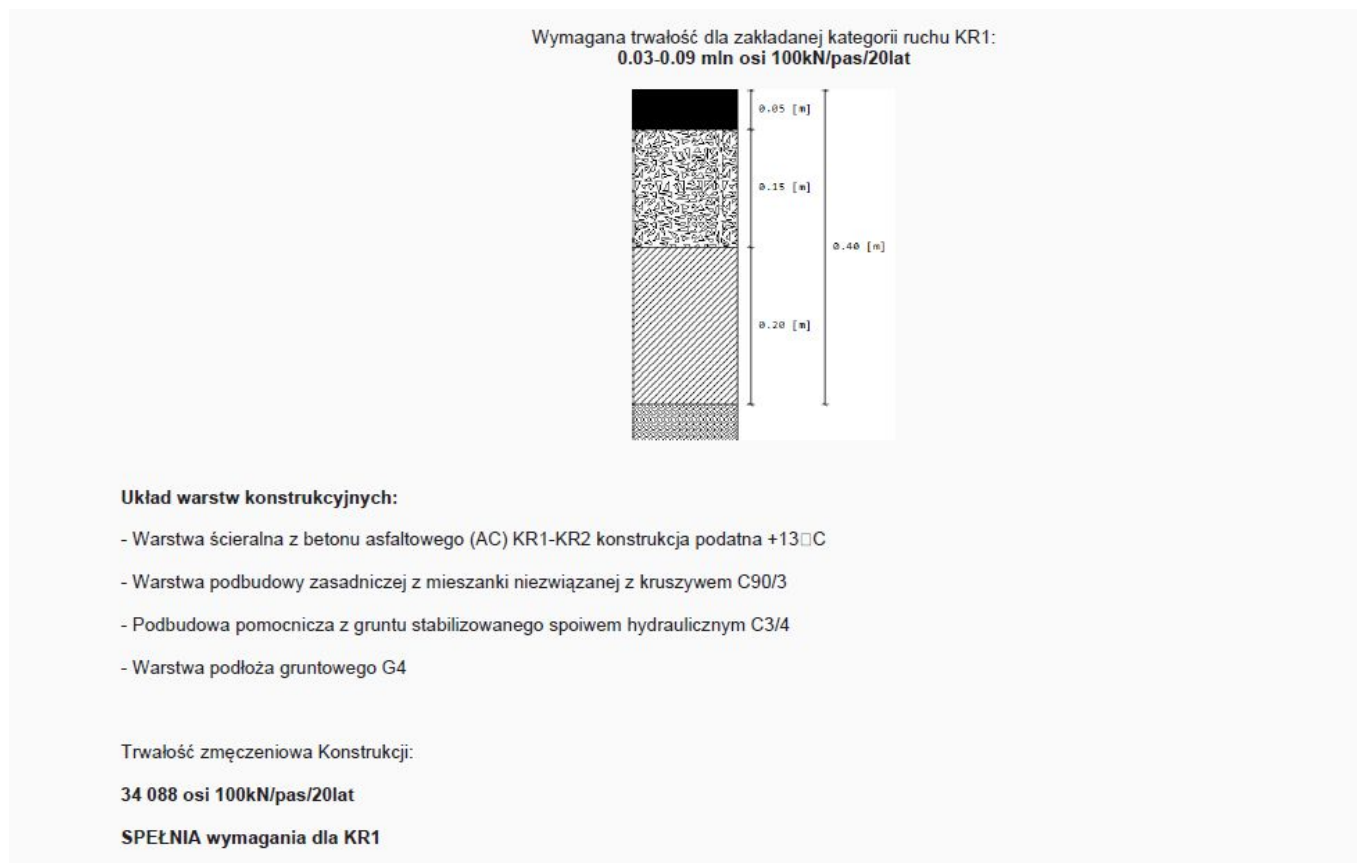 Wymagana trwałość dla zakładanej kategorii ruchu KR1:
0.03-0.09 mln osi 100kN/pas/20lat
0.05 [m]
0.15 [m]
0.40 [m]
0.20 [m]
Układ warstw konstrukcyjnych:
- Warstwa ścieralna z betonu asfaltowego (AC) KR1-KR2 konstrukcja podatna +13□C
- Warstwa podbudowy zasadniczej z mieszanki niezwiązanej z kruszywem C90/3
- Podbudowa pomocnicza z gruntu stabilizowanego spoiwem hydraulicznym C3/4
- Warstwa podłoża gruntowego G4
Trwałość zmęczeniowa Konstrukcji:
34 088 osi 100kN/pas/20lat
SPEŁNIA wymagania dla KR1